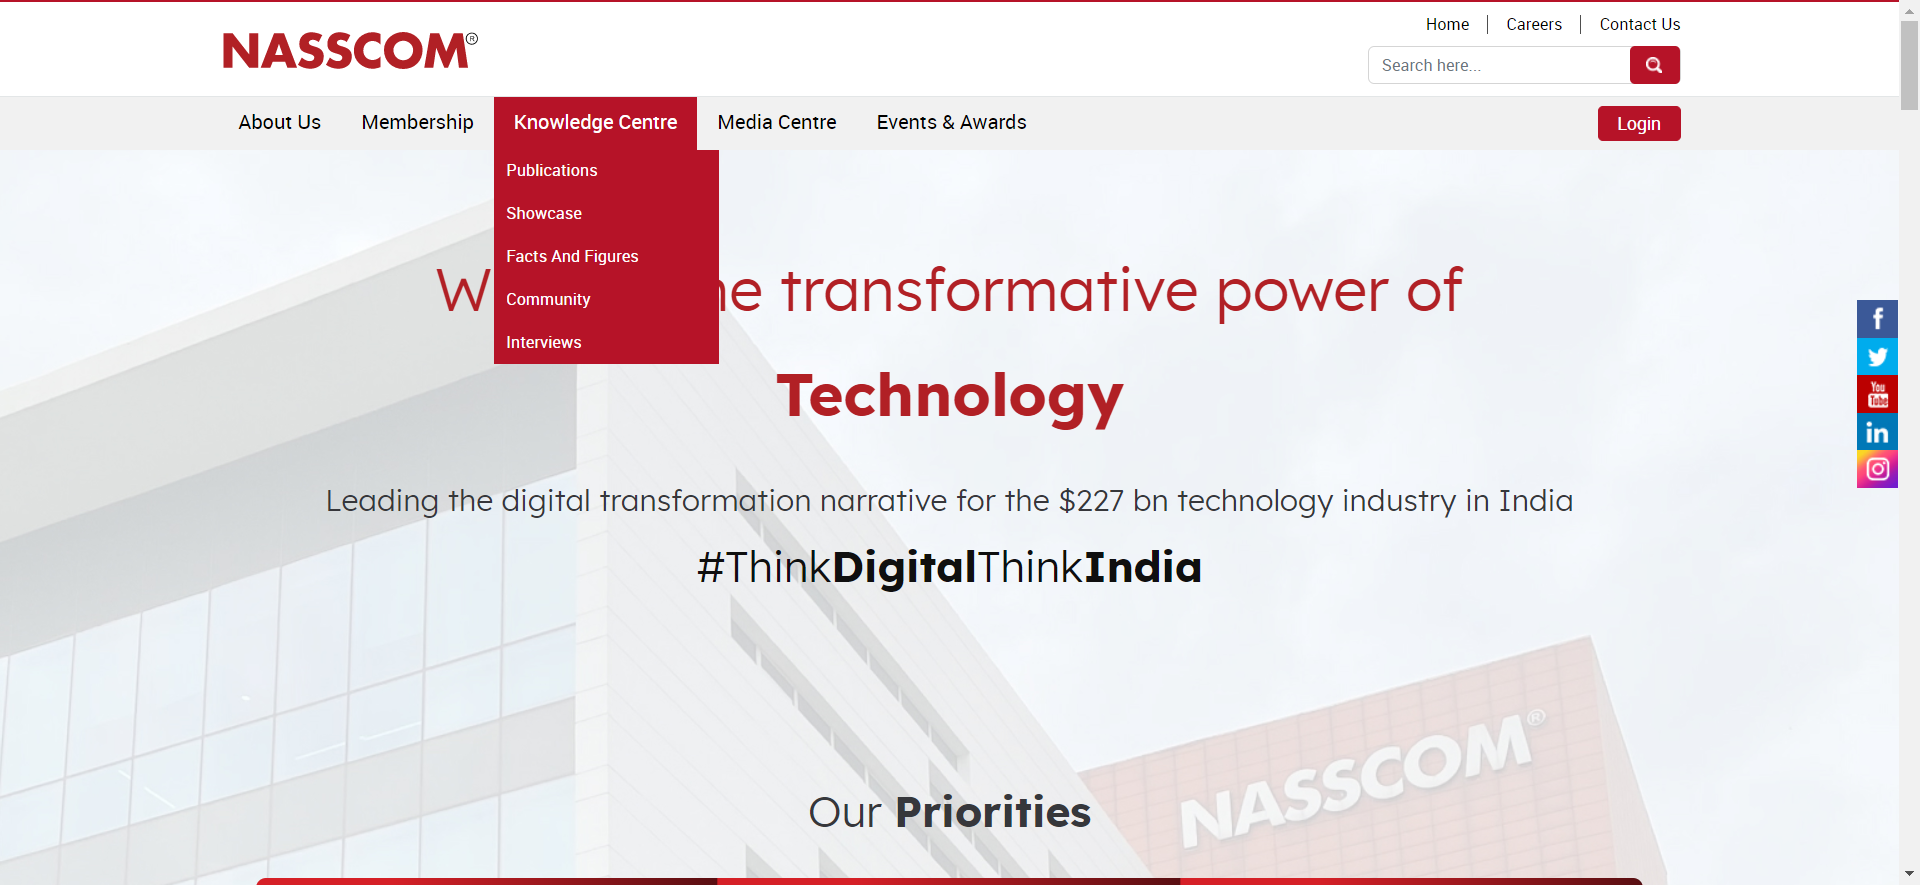 Home
Careers
Contact Us
NASSCOM®
Search here...
About Us
Membership
Knowledge Centre
Media Centre
Events & Awards
Login
Publications
Showcase
Facts And Figures
Community
Interviews
transformative power of
Technology
Leading the digital transformation narrative for the $227 bn technology industry in India
#ThinkDigitalThinkIndia
You
Tube
in
NASSCOM®
Our Priorities